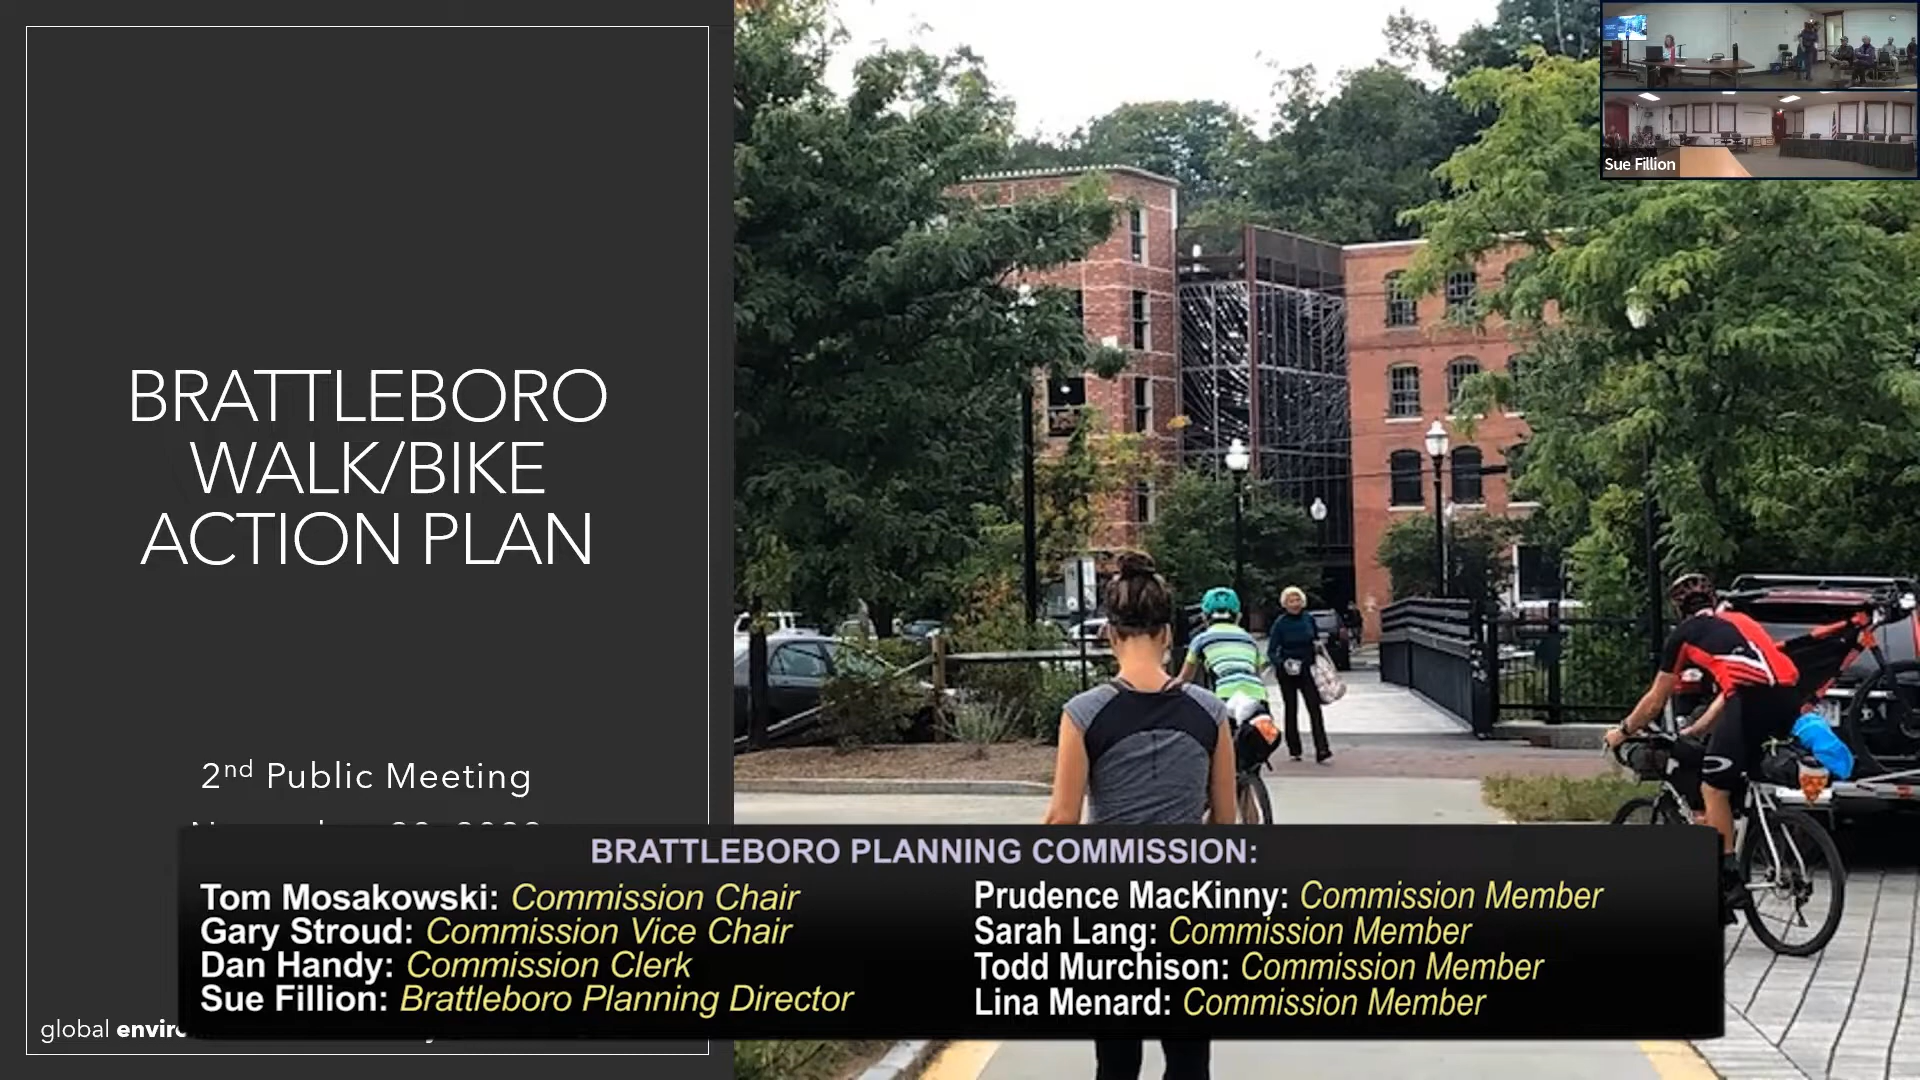 BRATTLEBORO
WALK/BIKE
ACTION PLAN
2nd Public Meeting
global
Sue Fillion
BRATTLEBORO PLANNING COMMISSION:
Tom Mosakowski: Commission Chair
Gary Stroud: Commission Vice Chair
Dan Handy: Commission Clerk
Sue Fillion: Brattleboro Planning Director
Prudence MacKinny: Commission Member
Sarah Lang: Commission Member
Todd Murchison: Commission Member
Lina Menard: Commission Member